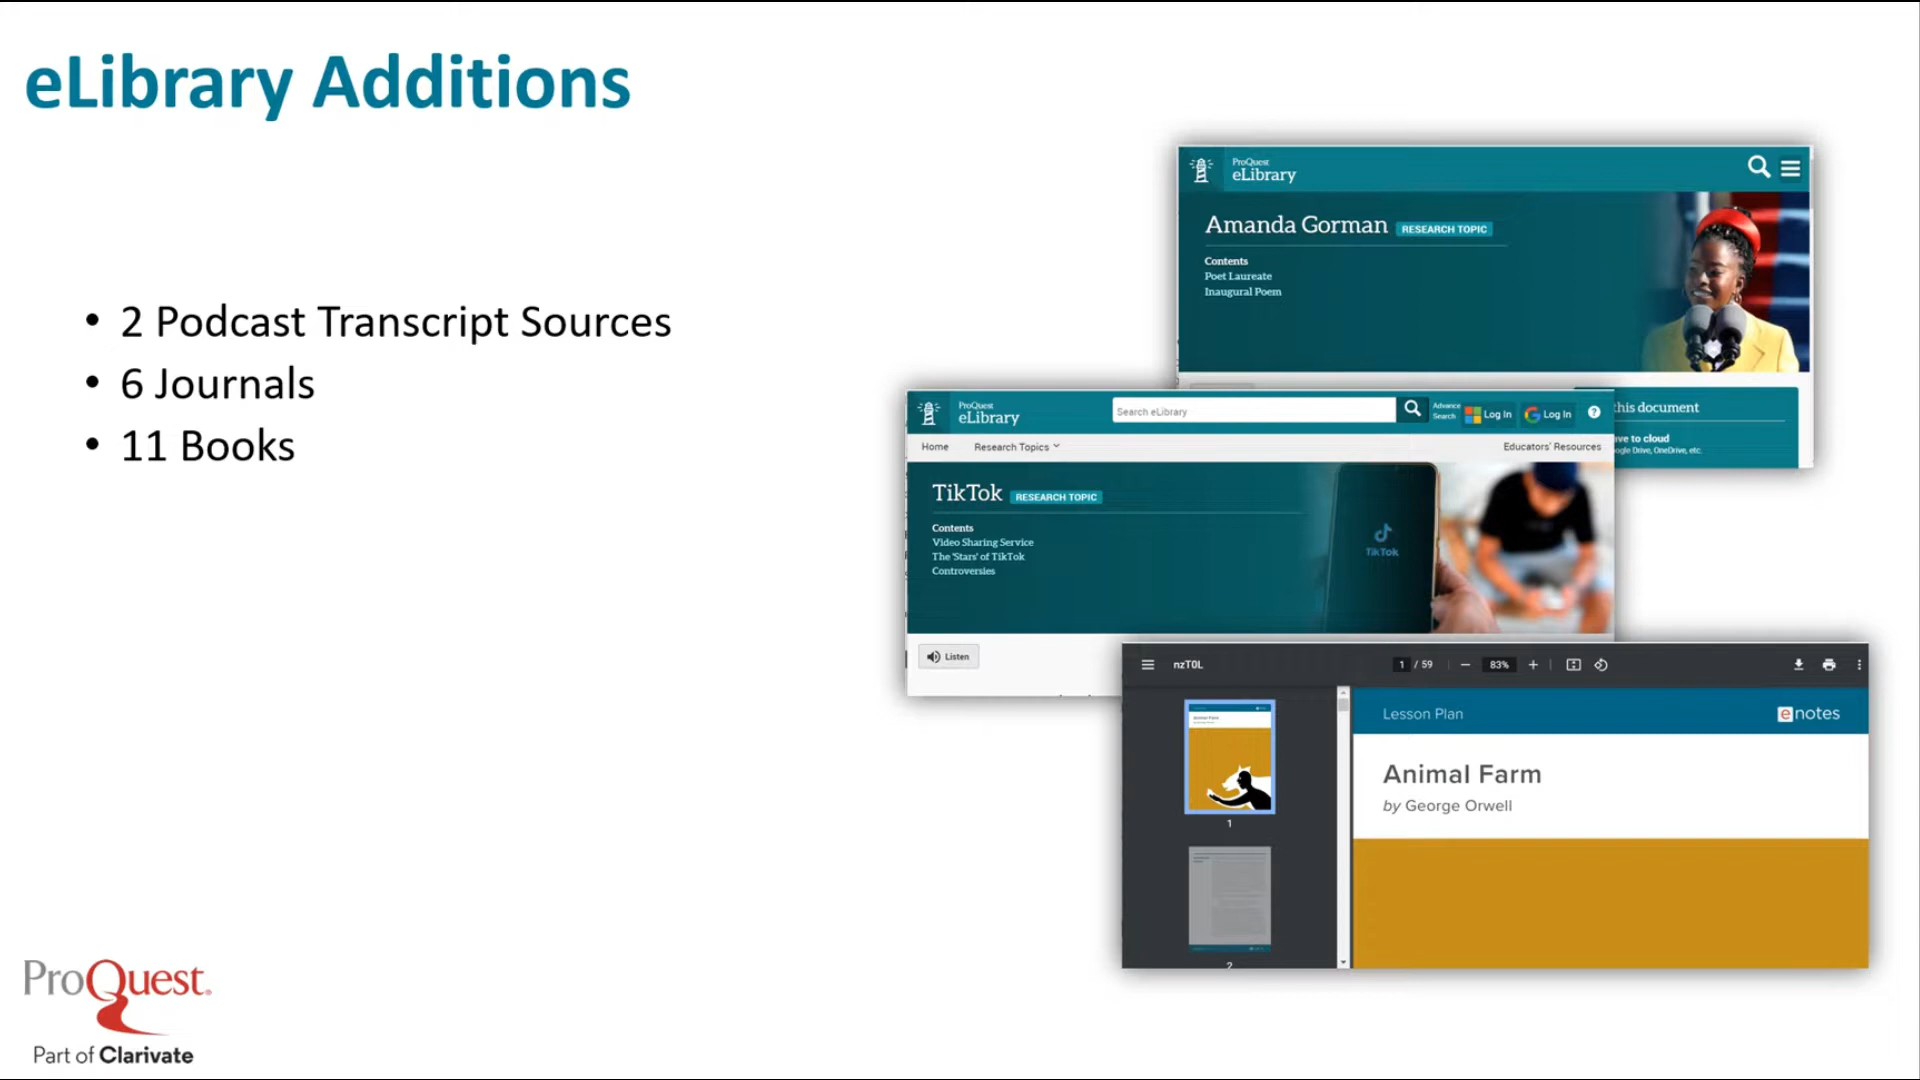 eLibrary Additions
• 2 Podcast Transcript Sources
• 6 Journals
• 11 Books
ProQuest
eLibrary
Amanda Gorman RESEARCH TOPIC
Contents
Poet Laureate
Inaugural Poem
this document
ve to cloud
ogle Drive, OneDrive, etc.
ProQuest
eLibrary
Search eLibrary
Advance
Search
Log In
Log In
?
Home Research Topics Educators' Resources
TikTok RESEARCH TOPIC
Contents
Video Sharing Service
The 'Stars' of TikTok
Controversies
TikTok
Listen
nzT0L 1 / 59 83%
Lesson Plan
enotes
Animal Farm
by George Orwell
Animal Farm
1
2
ProQuest®
Part of Clarivate